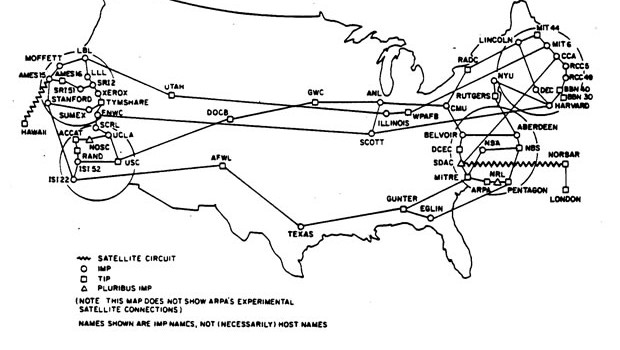 MIT 44
LINCOLN
MIT 6
MOFFETT
LBL
RADC
CCA
RCC 5
AMES15
AMES16
LLL
SRI 2
NYU
RCC 49
SRI 51
XEROX
UTAH
DEC
BBN 40
STANFORD
TYMSHARE
GWC
ANL
RUTGERS
BBN 30
HARVARD
SUMEX
FNWC
DOCB
ILLINOIS
WPAFB
CMU
HAWAII
SCRL
ACCAT
UCLA
SCOTT
BELVOIR
ABERDEEN
NOSC
DCEC
NSA
NBS
RAND
USC
AFWL
SDAC
NORSAR
ISI 52
ISI 22
MITRE
NRL
ARPA
PENTAGON
LONDON
GUNTER
EGLIN
TEXAS
SATELLITE CIRCUIT
IMP
TIP
PLURIBUS IMP
(NOTE THIS MAP DOES NOT SHOW ARPA'S EXPERIMENTAL
SATELLITE CONNECTIONS)
NAMES SHOWN ARE IMP NAMES, NOT (NECESSARILY) HOST NAMES